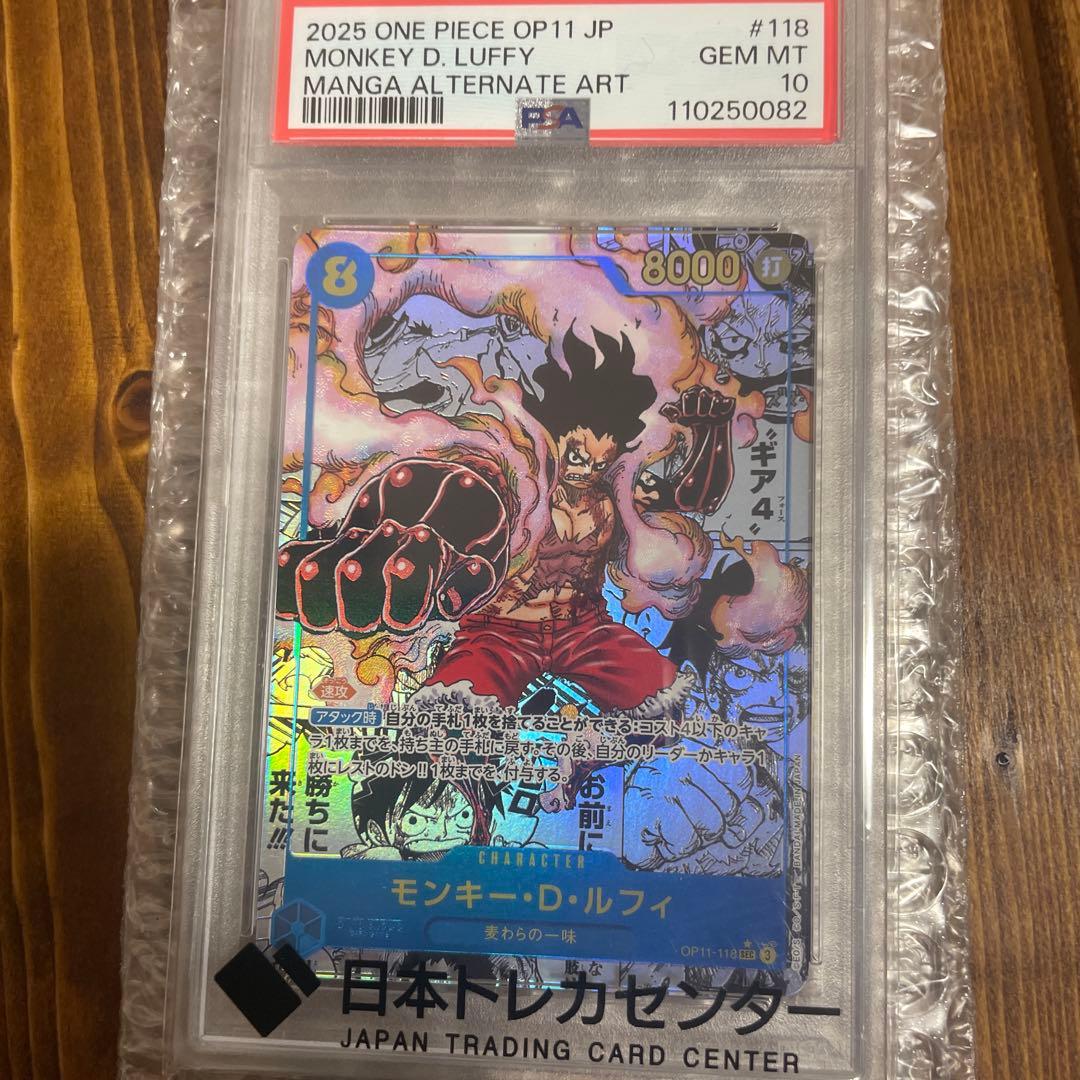 2025 ONE PIECE OP11 JP #118
MONKEY D. LUFFY GEM MT
MANGA ALTERNATE ART 10
PSA 110250082
8 8000 打
"ギア4"
フォース
速攻
アタック時 自分の手札1枚を捨てることができる:コスト4以下のキャ
ラ1枚までを、持ち主の手札に戻す。その後、自分のリーダーかキャラ1
枚にレストのドン!!1枚までを、付与する。
勝ちに
来た!!!
お前に
CHARACTER
モンキー・D・ルフィ
麦わらの一味
OP11-118 SEC 3
日本トレカセンター
JAPAN TRADING CARD CENTER